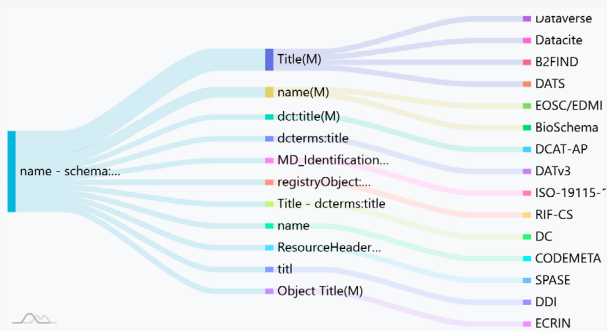 name - schema:...
Title(M)
name(M)
dct:title(M)
dcterms:title
MD_Identification...
registryObject:...
Title - dcterms:title
name
ResourceHeader...
titl
Object Title(M)
Dataverse
Datacite
B2FIND
DATS
EOSC/EDMI
BioSchema
DCAT-AP
DATv3
ISO-19115-
RIF-CS
DC
CODEMETA
SPASE
DDI
ECRIN